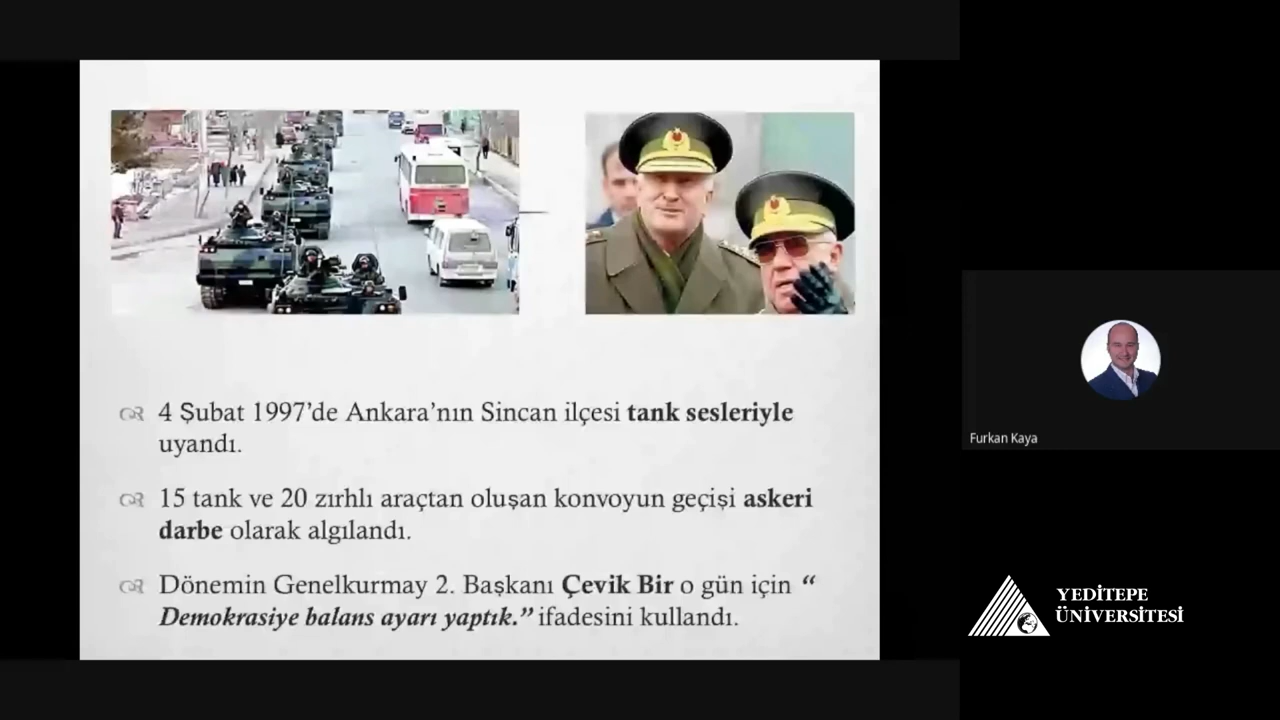 4 Şubat 1997’de Ankara’nın Sincan ilçesi tank sesleriyle
uyandı.
15 tank ve 20 zırhlı araçtan oluşan konvoyun geçişi askeri
darbe olarak algılandı.
Dönemin Genelkurmay 2. Başkanı Çevik Bir o gün için “
Demokrasiye balans ayarı yaptık.” ifadesini kullandı.
Furkan Kaya
YEDİTEPE
ÜNİVERSİTESİ